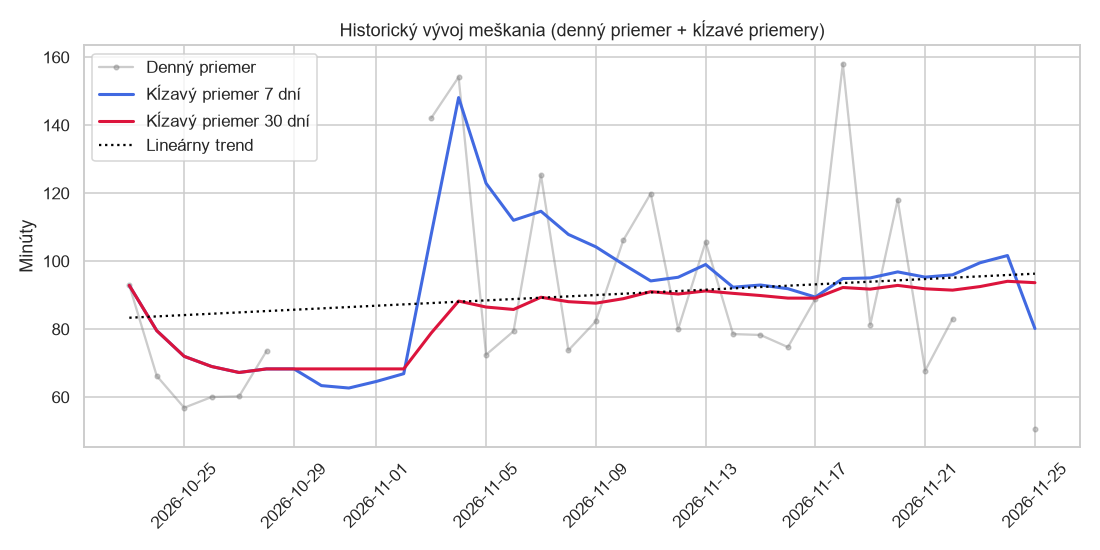 Historický vývoj meškania (denný priemer + kĺzavé priemery)
160
140
120
100
80
60
Minúty
Denný priemer
Kĺzavý priemer 7 dní
Kĺzavý priemer 30 dní
Lineárny trend
2026-10-25
2026-10-29
2026-11-01
2026-11-05
2026-11-09
2026-11-13
2026-11-17
2026-11-21
2026-11-25